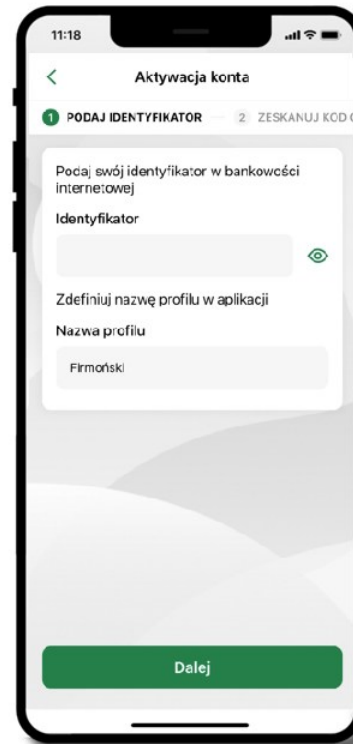 11:18
Aktywacja konta
1 PODAJ IDENTYFIKATOR 2 ZESKANUJ KOD
Podaj swój identyfikator w bankowości
internetowej
Identyfikator
Zdefiniuj nazwę profilu w aplikacji
Nazwa profilu
Firmoński
Dalej